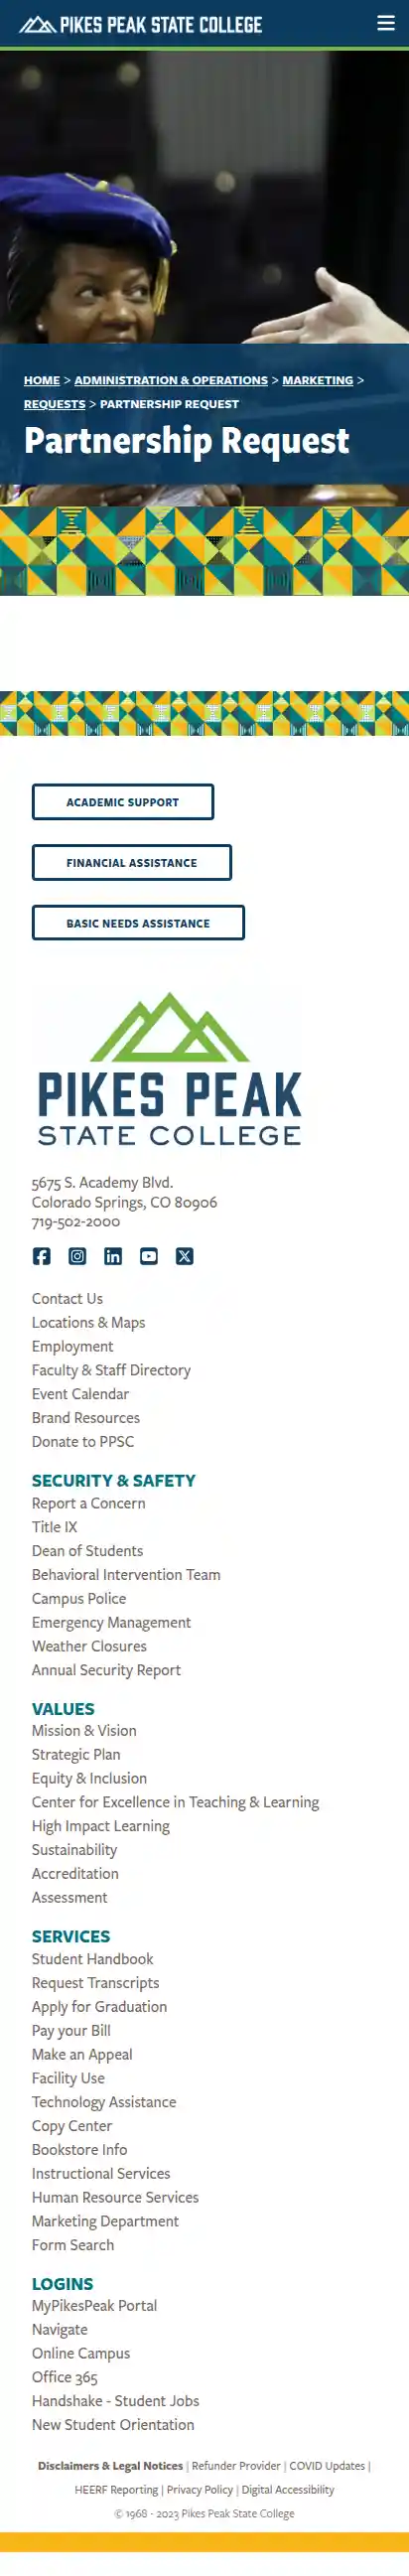 PIKES PEAK STATE COLLEGE
HOME > ADMINISTRATION & OPERATIONS > MARKETING >
REQUESTS > PARTNERSHIP REQUEST
Partnership Request
ACADEMIC SUPPORT
FINANCIAL ASSISTANCE
BASIC NEEDS ASSISTANCE
PIKES PEAK
STATE COLLEGE
5675 S. Academy Blvd.
Colorado Springs, CO 80906
719-502-2000
Contact Us
Locations & Maps
Employment
Faculty & Staff Directory
Event Calendar
Brand Resources
Donate to PPSC
SECURITY & SAFETY
Report a Concern
Title IX
Dean of Students
Behavioral Intervention Team
Campus Police
Emergency Management
Weather Closures
Annual Security Report
VALUES
Mission & Vision
Strategic Plan
Equity & Inclusion
Center for Excellence in Teaching & Learning
High Impact Learning
Sustainability
Accreditation
Assessment
SERVICES
Student Handbook
Request Transcripts
Apply for Graduation
Pay your Bill
Make an Appeal
Facility Use
Technology Assistance
Copy Center
Bookstore Info
Instructional Services
Human Resource Services
Marketing Department
Form Search
LOGINS
MyPikesPeak Portal
Navigate
Online Campus
Office 365
Handshake - Student Jobs
New Student Orientation
Disclaimers & Legal Notices | Refunder Provider | COVID Updates |
HEERF Reporting | Privacy Policy | Digital Accessibility
© 1968 - 2023 Pikes Peak State College